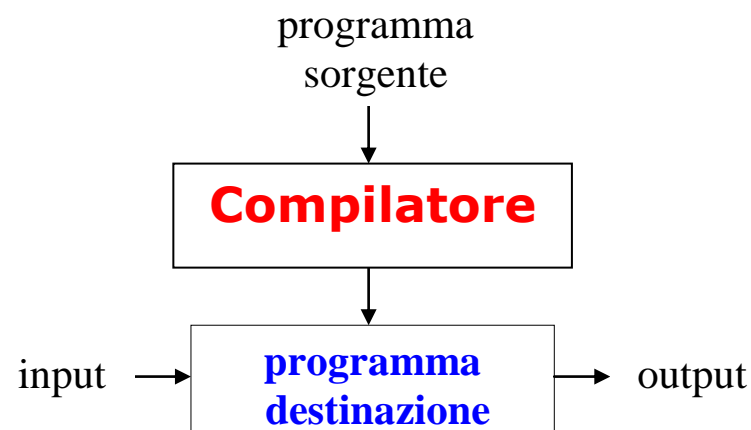 programma
sorgente
Compilatore
input
programma
destinazione
output